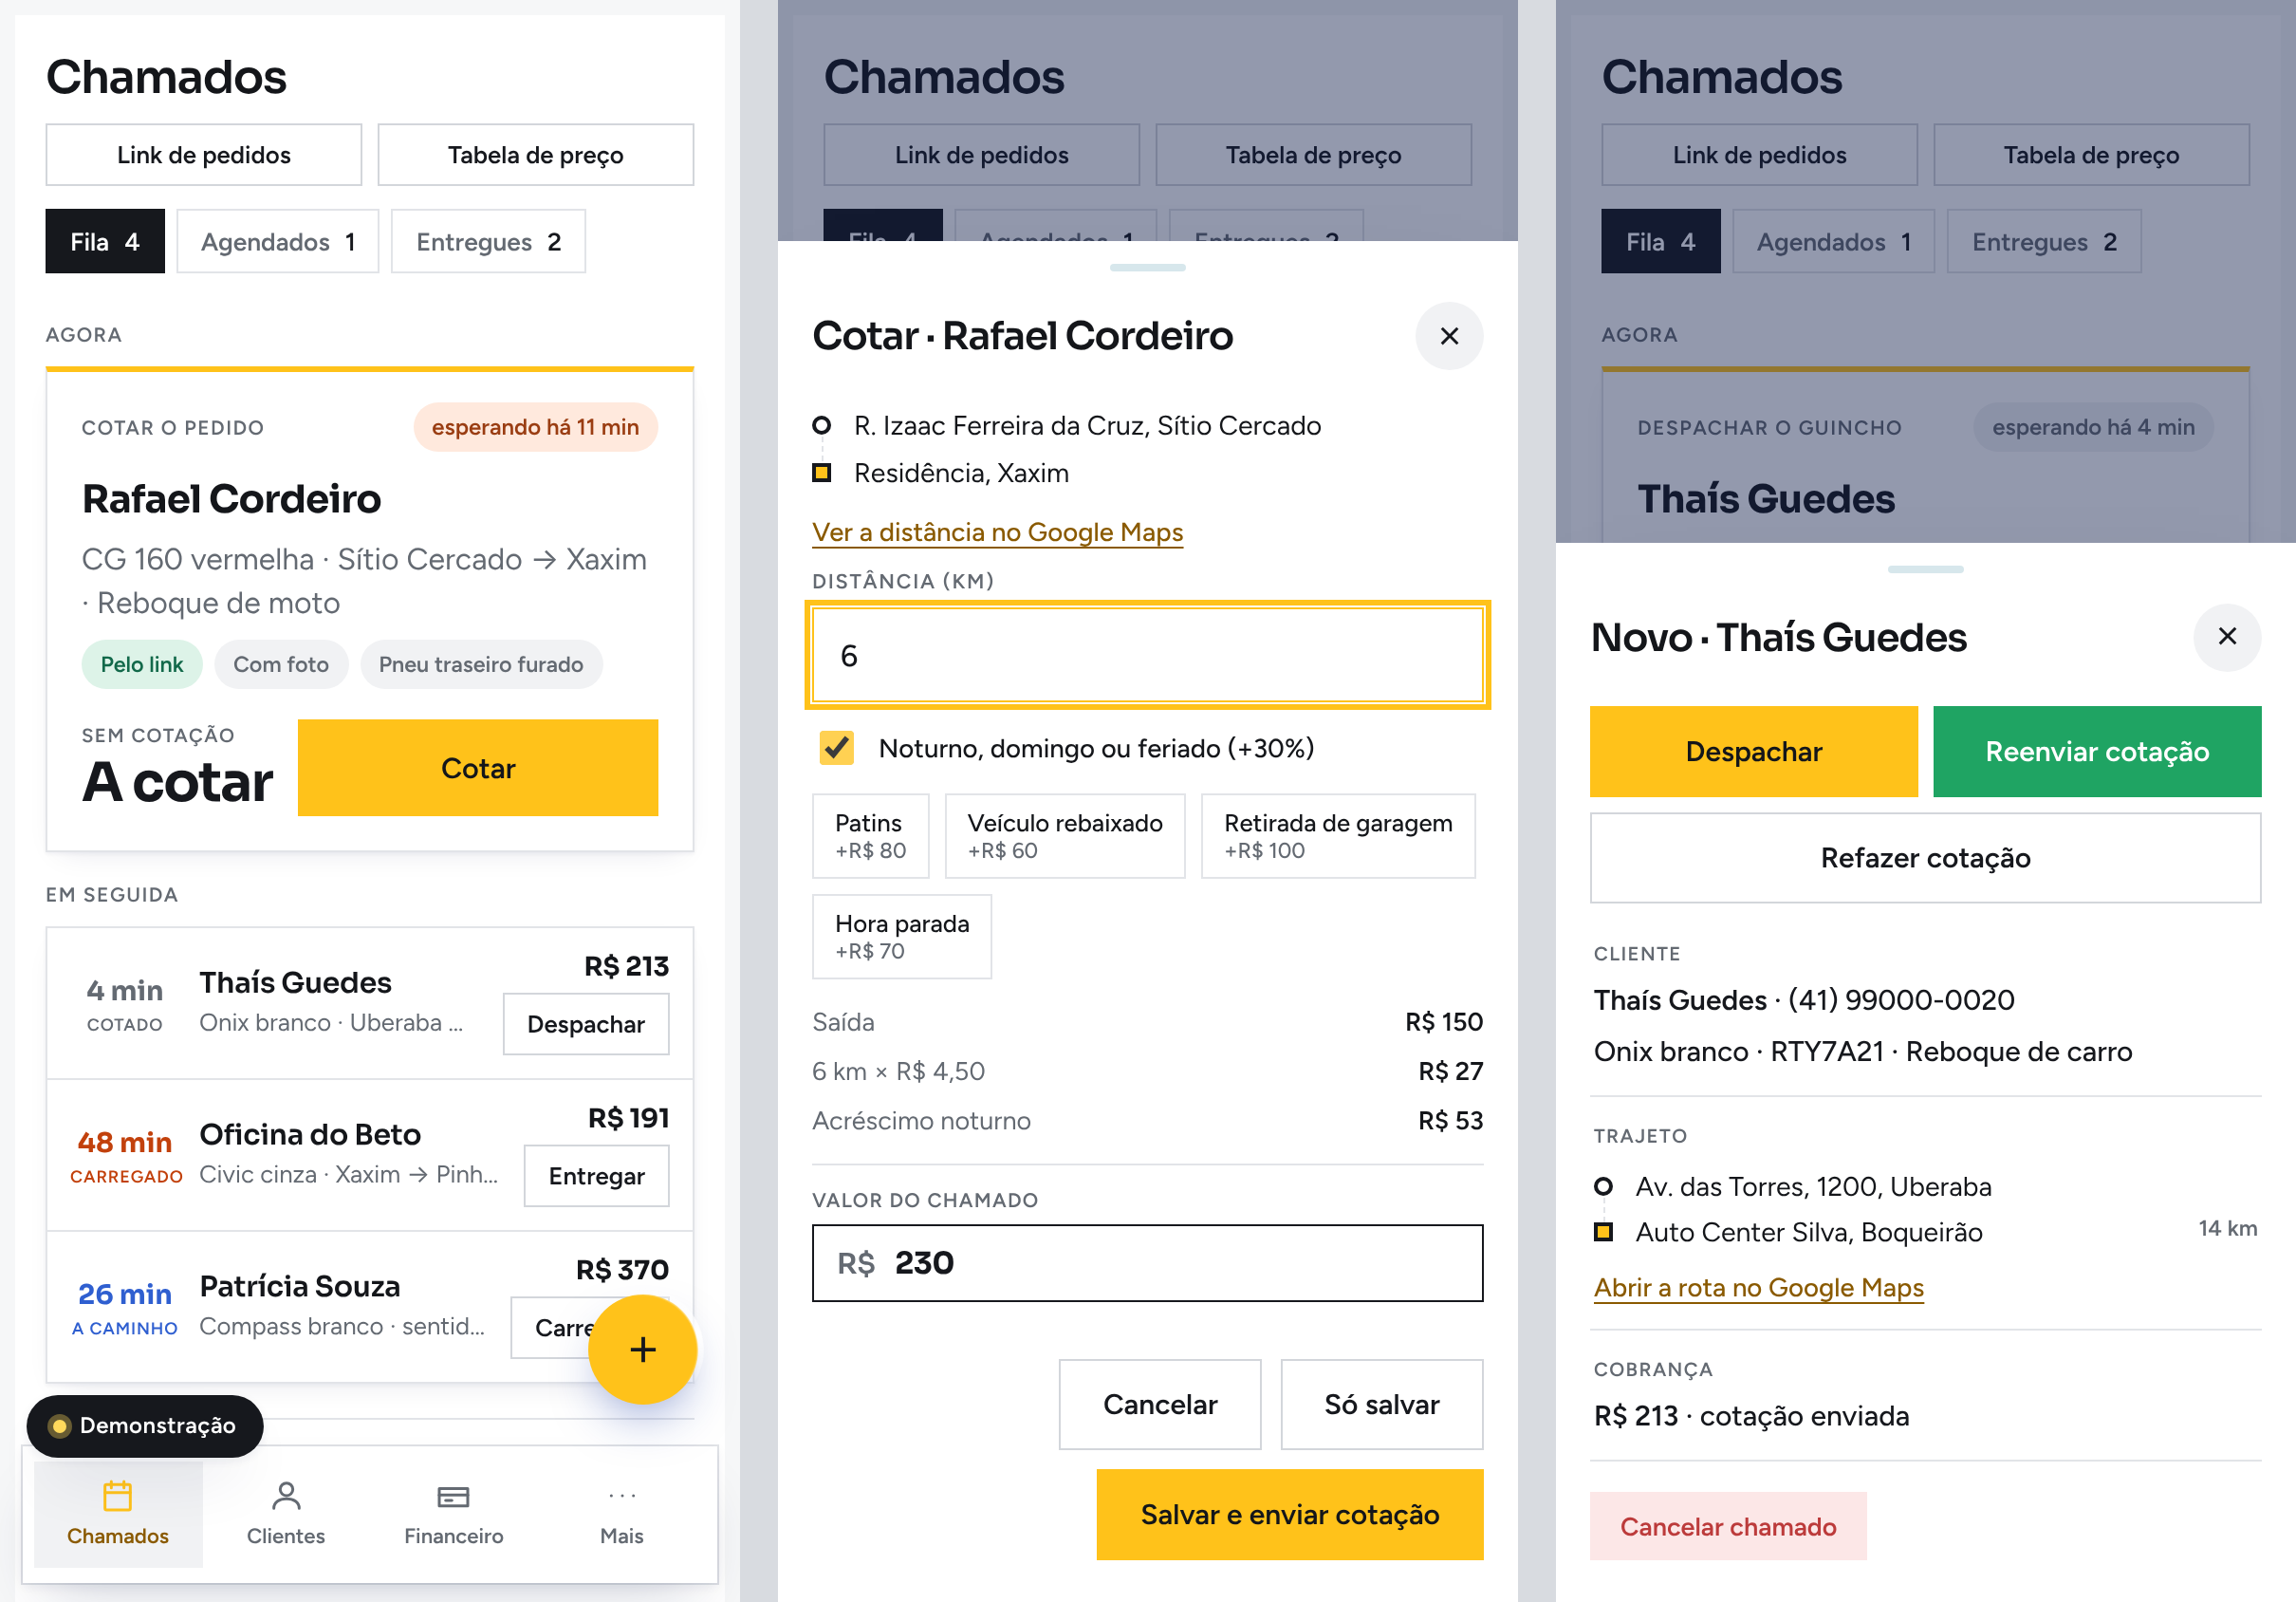 Chamados
Link de pedidos
Tabela de preço
Fila 4
Agendados 1
Entregues 2
AGORA
COTAR O PEDIDO
esperando há 11 min
Rafael Cordeiro
CG 160 vermelha · Sítio Cercado → Xaxim
· Reboque de moto
Pelo link
Com foto
Pneu traseiro furado
SEM COTAÇÃO
A cotar
Cotar
EM SEGUIDA
4 min
COTADO
Thaís Guedes
Onix branco · Uberaba ...
R$ 213
Despachar
48 min
CARREGADO
Oficina do Beto
Civic cinza · Xaxim → Pinh...
R$ 191
Entregar
26 min
A CAMINHO
Patrícia Souza
Compass branco · sentid...
R$ 370
Carre
+
Demonstração
Chamados
Clientes
Financeiro
Mais
Chamados
Link de pedidos
Tabela de preço
Fila 4
Agendados 1
Entregues 2
Cotar · Rafael Cordeiro
R. Izaac Ferreira da Cruz, Sítio Cercado
Residência, Xaxim
Ver a distância no Google Maps
DISTÂNCIA (KM)
6
Noturno, domingo ou feriado (+30%)
Patins
+R$ 80
Veículo rebaixado
+R$ 60
Retirada de garagem
+R$ 100
Hora parada
+R$ 70
Saída
R$ 150
6 km × R$ 4,50
R$ 27
Acréscimo noturno
R$ 53
VALOR DO CHAMADO
R$ 230
Cancelar
Só salvar
Salvar e enviar cotação
Chamados
Link de pedidos
Tabela de preço
Fila 4
Agendados 1
Entregues 2
AGORA
DESPACHAR O GUINCHO
esperando há 4 min
Thaís Guedes
Novo · Thaís Guedes
Despachar
Reenviar cotação
Refazer cotação
CLIENTE
Thaís Guedes · (41) 99000-0020
Onix branco · RTY7A21 · Reboque de carro
TRAJETO
Av. das Torres, 1200, Uberaba
Auto Center Silva, Boqueirão
14 km
Abrir a rota no Google Maps
COBRANÇA
R$ 213 · cotação enviada
Cancelar chamado